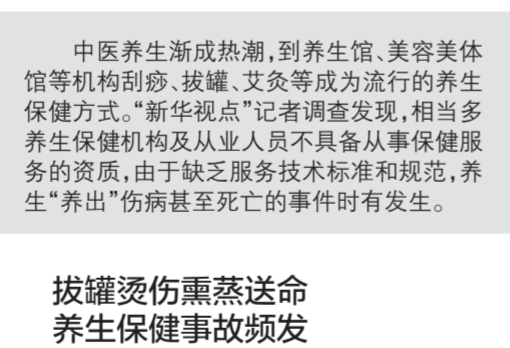 中医养生渐成热潮，到养生馆、美容美体
馆等机构刮痧、拔罐、艾灸等成为流行的养生
保健方式。“新华视点”记者调查发现，相当多
养生保健机构及从业人员不具备从事保健服
务的资质，由于缺乏服务技术标准和规范，养
生“养出”伤病甚至死亡的事件时有发生。
拔罐烫伤熏蒸送命
养生保健事故频发